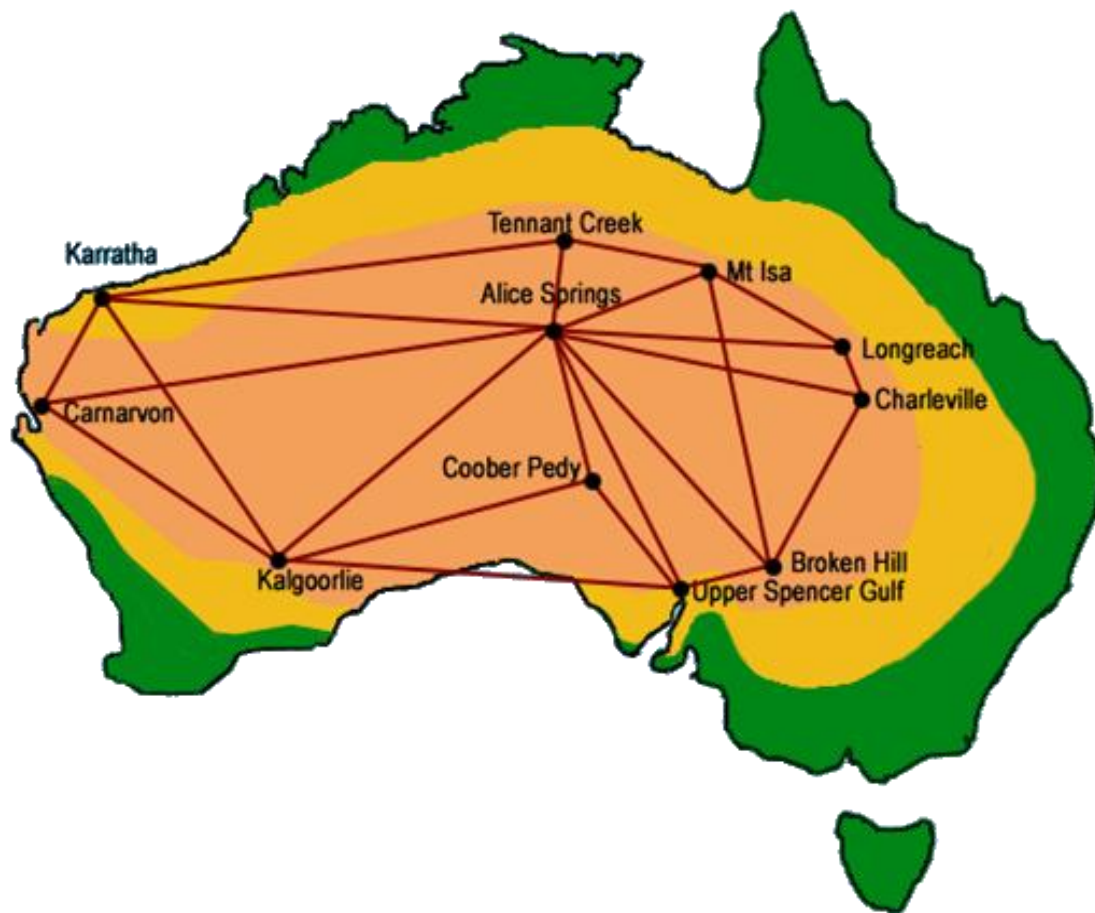 Tennant Creek
Karratha
Mt Isa
Alice Springs
Longreach
Charleville
Carnarvon
Coober Pedy
Broken Hill
Kalgoorlie
Upper Spencer Gulf